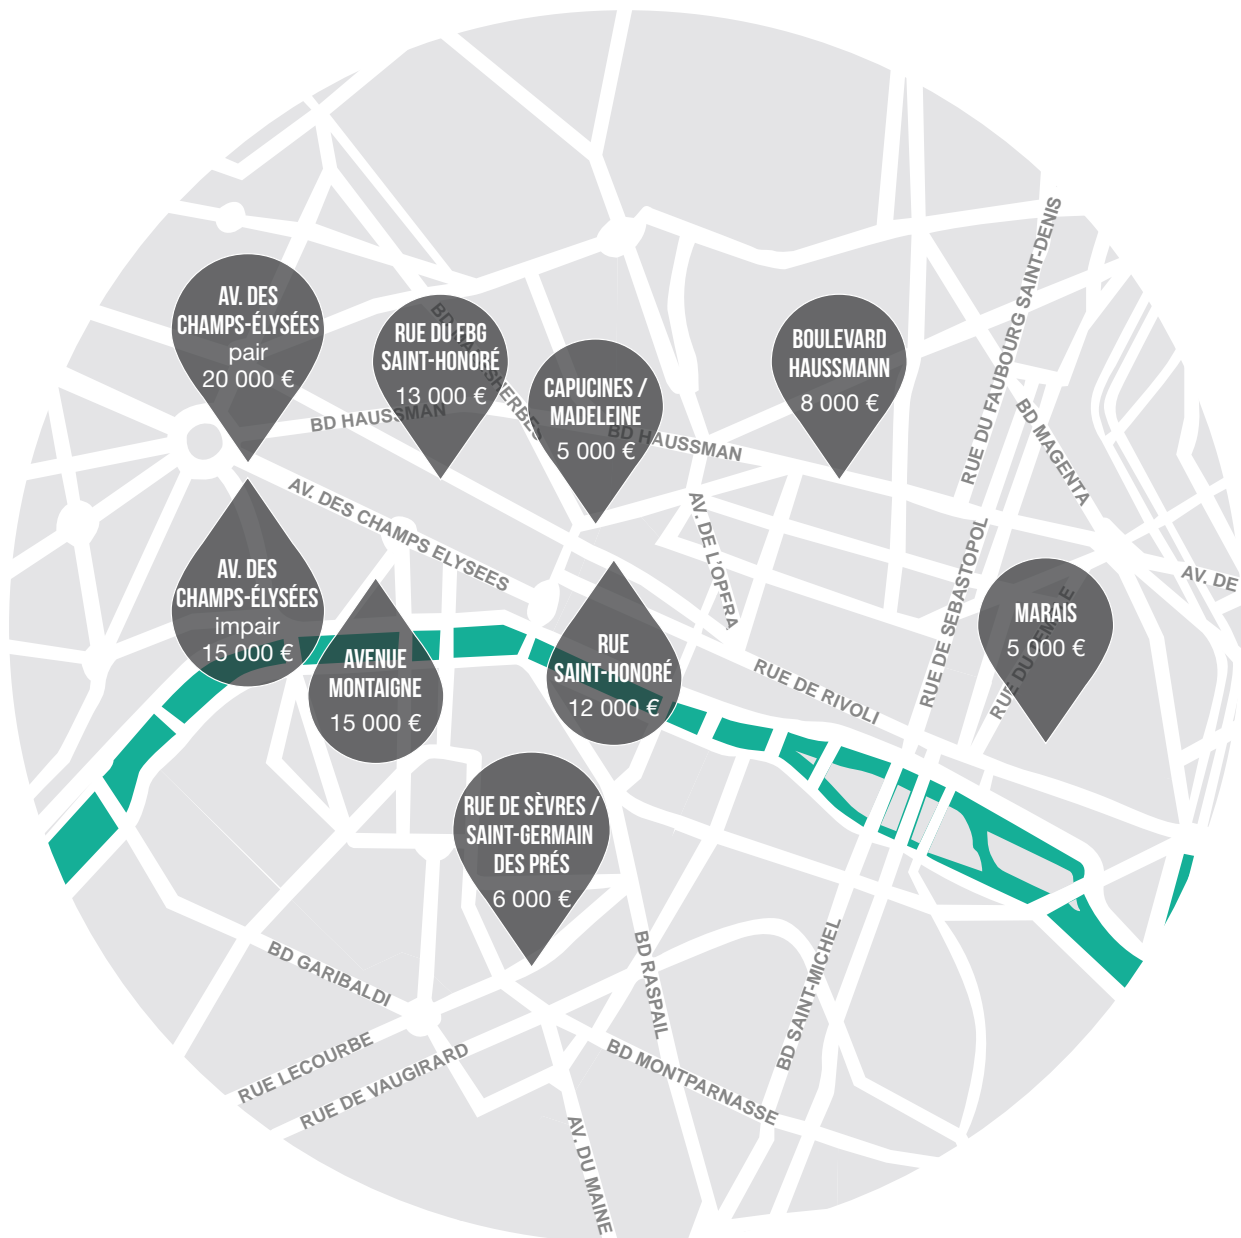 RUE DU FAUBOURG SAINT-DENIS
AV. DES
CHAMPS-ÉLYSÉES
pair
20 000 €
RUE DU FBG
SAINT-HONORÉ
13 000 €
BOULEVARD
HAUSSMANN
8 000 €
CAPUCINES /
MADELEINE
5 000 €
BD HAUSSMAN
BD HAUSSMAN
BD MAGENTA
AV. DES CHAMPS ELYSEES
AV. DE L'OPERA
RUE DE SEBASTOPOL
AV. DE
AV. DES
CHAMPS-ÉLYSÉES
impair
15 000 €
AVENUE
MONTAIGNE
15 000 €
RUE
SAINT-HONORÉ
12 000 €
MARAIS
5 000 €
RUE DU
RUE DE RIVOLI
RUE DE SÈVRES /
SAINT-GERMAIN
DES PRÉS
6 000 €
BD GARIBALDI
BD RASPAIL
BD SAINT-MICHEL
RUE LECOURBE
RUE DE VAUGIRARD
BD MONTPARNASSE
AV. DU MAINE